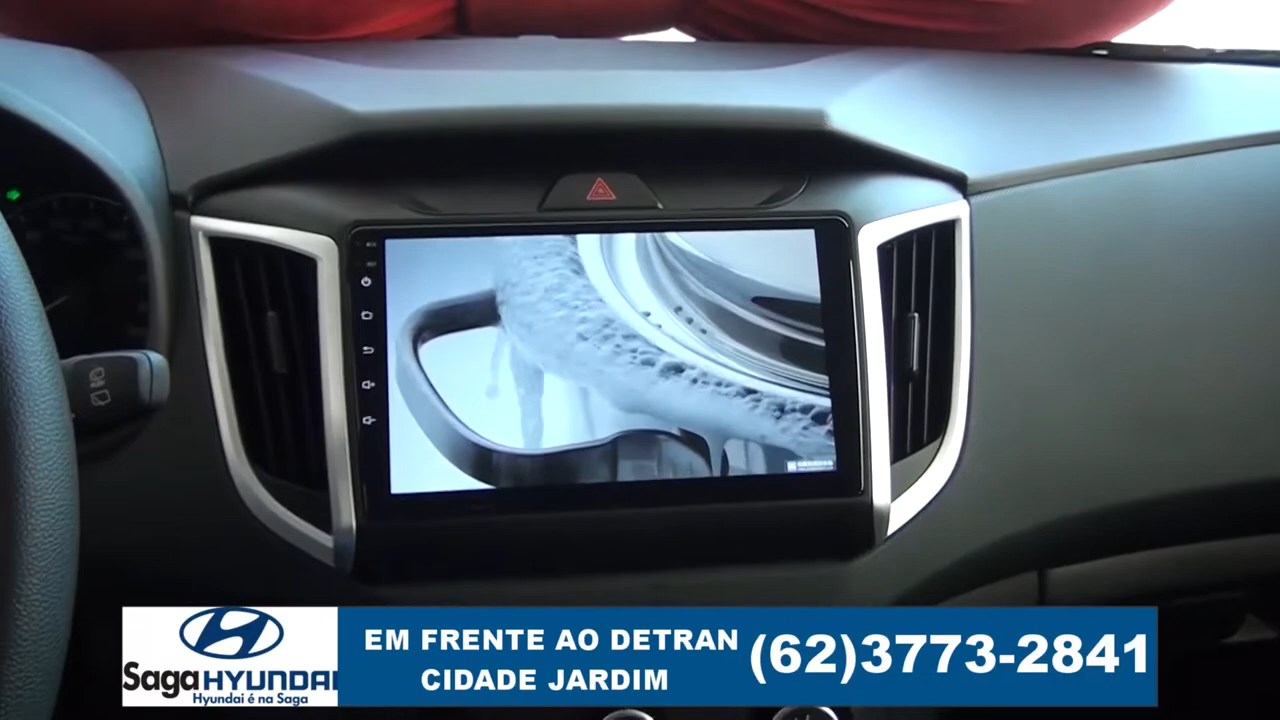 EM FRENTE AO DETRAN
CIDADE JARDIM
(62)3773-2841
Saga HYUNDAI
Hyundai é na Saga